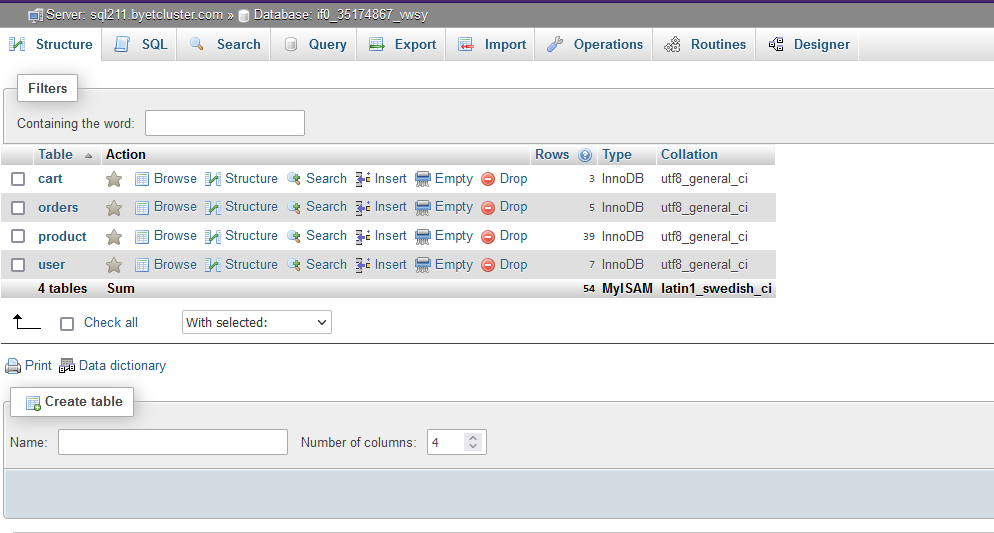 Server: sql211.byetcluster.com » Database: if0_35174867_vwsy
Structure SQL Search Query Export Import Operations Routines Designer
Filters
Containing the word:
Table Action Rows Type Collation
cart Browse Structure Search Insert Empty Drop 3 InnoDB utf8_general_ci
orders Browse Structure Search Insert Empty Drop 5 InnoDB utf8_general_ci
product Browse Structure Search Insert Empty Drop 39 InnoDB utf8_general_ci
user Browse Structure Search Insert Empty Drop 7 InnoDB utf8_general_ci
4 tables Sum 54 MyISAM latin1_swedish_ci
Check all With selected:
Print Data dictionary
Create table
Name: Number of columns: 4